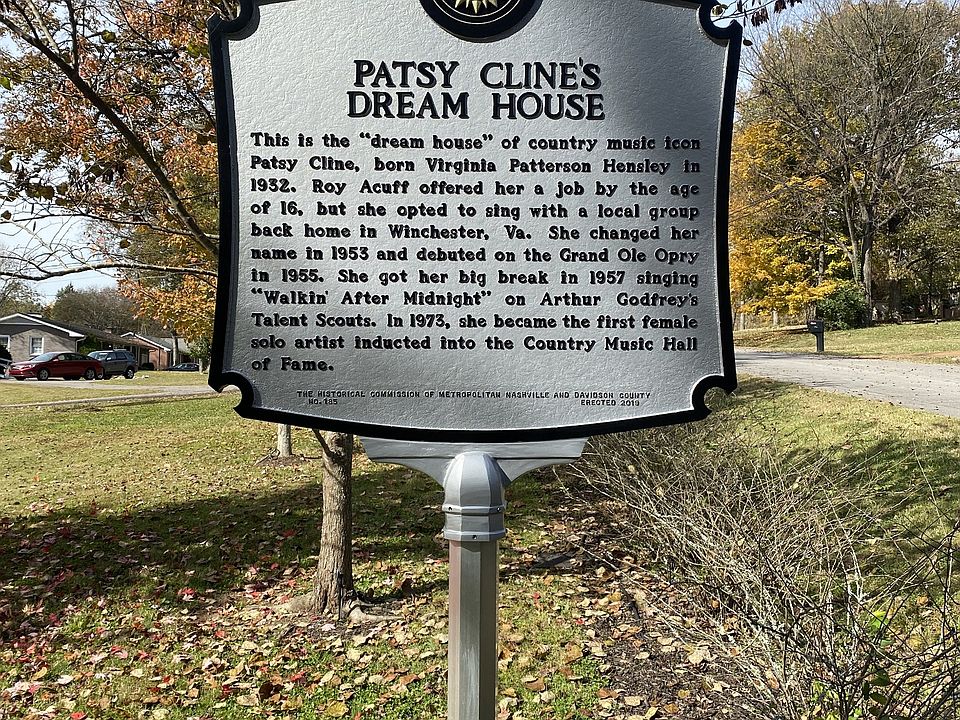 PATSY CLINE'S
DREAM HOUSE
This is the "dream house" of country music icon
Patsy Cline, born Virginia Patterson Hensley in
1932. Roy Acuff offered her a job by the age
of 16, but she opted to sing with a local group
back home in Winchester, Va. She changed her
name in 1953 and debuted on the Grand Ole Opry
in 1955. She got her big break in 1957 singing
"Walkin' After Midnight" on Arthur Godfrey's
Talent Scouts. In 1973, she became the first female
solo artist inducted into the Country Music Hall
of Fame.
THE HISTORICAL COMMISSION OF METROPOLITAN NASHVILLE AND DAVIDSON COUNTY
NO. 185 ERECTED 2019